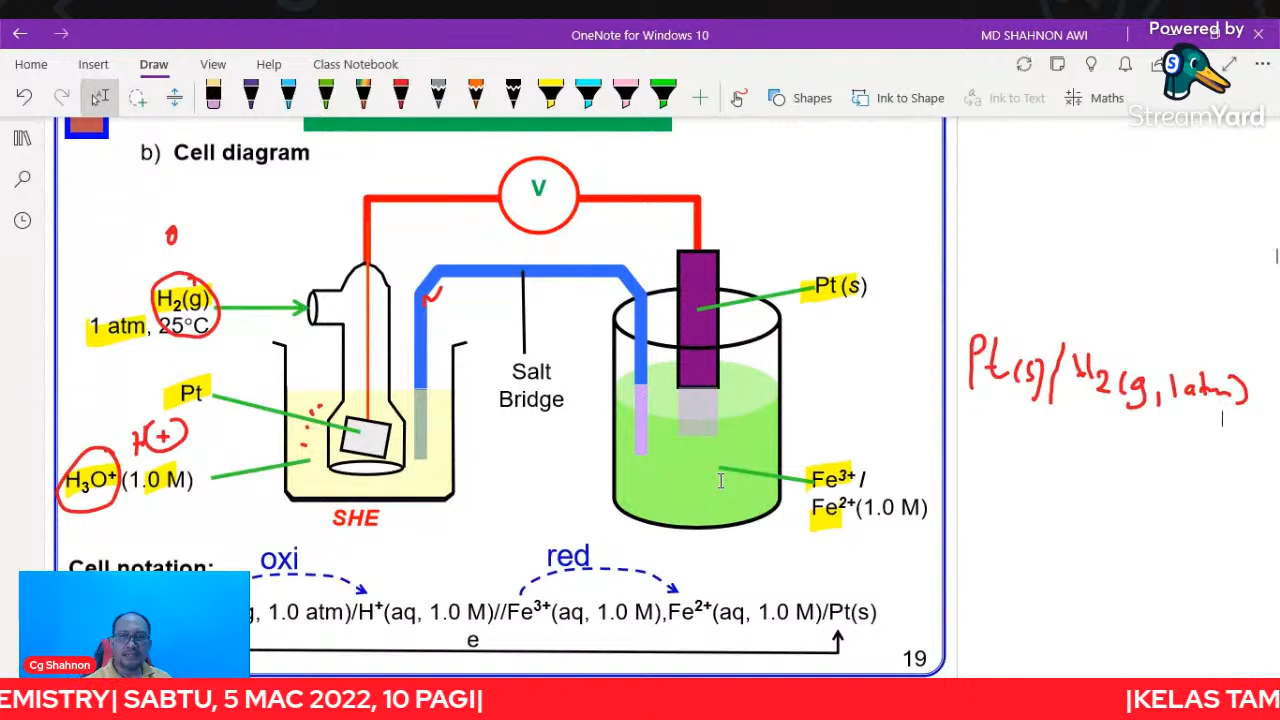 OneNote for Windows 10
MD SHAHNON AWI
Powered by
StreamYard
Home Insert Draw View Help Class Notebook
Shapes
Ink to Shape
Ink to Text
Maths
b) Cell diagram
V
H₂(g)
1 atm, 25°C
Pt (s)
Salt
Bridge
Pt(s)/H₂(g, 1atm)
Pt
H(+)
H₃O⁺ (1.0 M)
Fe³⁺ /
Fe²⁺(1.0 M)
SHE
oxi
red
Cell notation:
, 1.0 atm)/H⁺(aq, 1.0 M)//Fe³⁺(aq, 1.0 M),Fe²⁺(aq, 1.0 M)/Pt(s)
e
19
Cg Shahnon
EMISTRY| SABTU, 5 MAC 2022, 10 PAGI|
|KELAS TAM